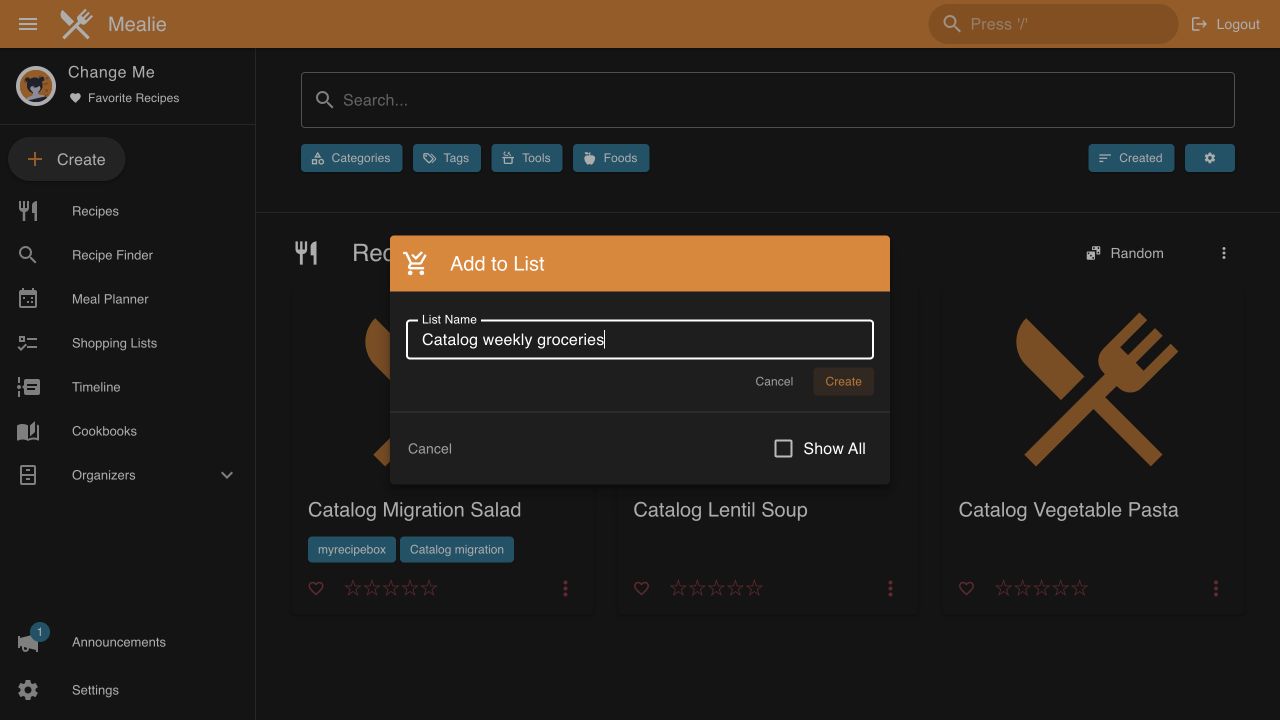 Mealie
Press '/'
Logout
Change Me
Favorite Recipes
Create
Recipes
Recipe Finder
Meal Planner
Shopping Lists
Timeline
Cookbooks
Organizers
1
Announcements
Settings
Search...
Categories
Tags
Tools
Foods
Created
Rec
Random
Add to List
List Name
Catalog weekly groceries
Cancel
Create
Cancel
Show All
Catalog Migration Salad
myrecipebox
Catalog migration
Catalog Lentil Soup
Catalog Vegetable Pasta